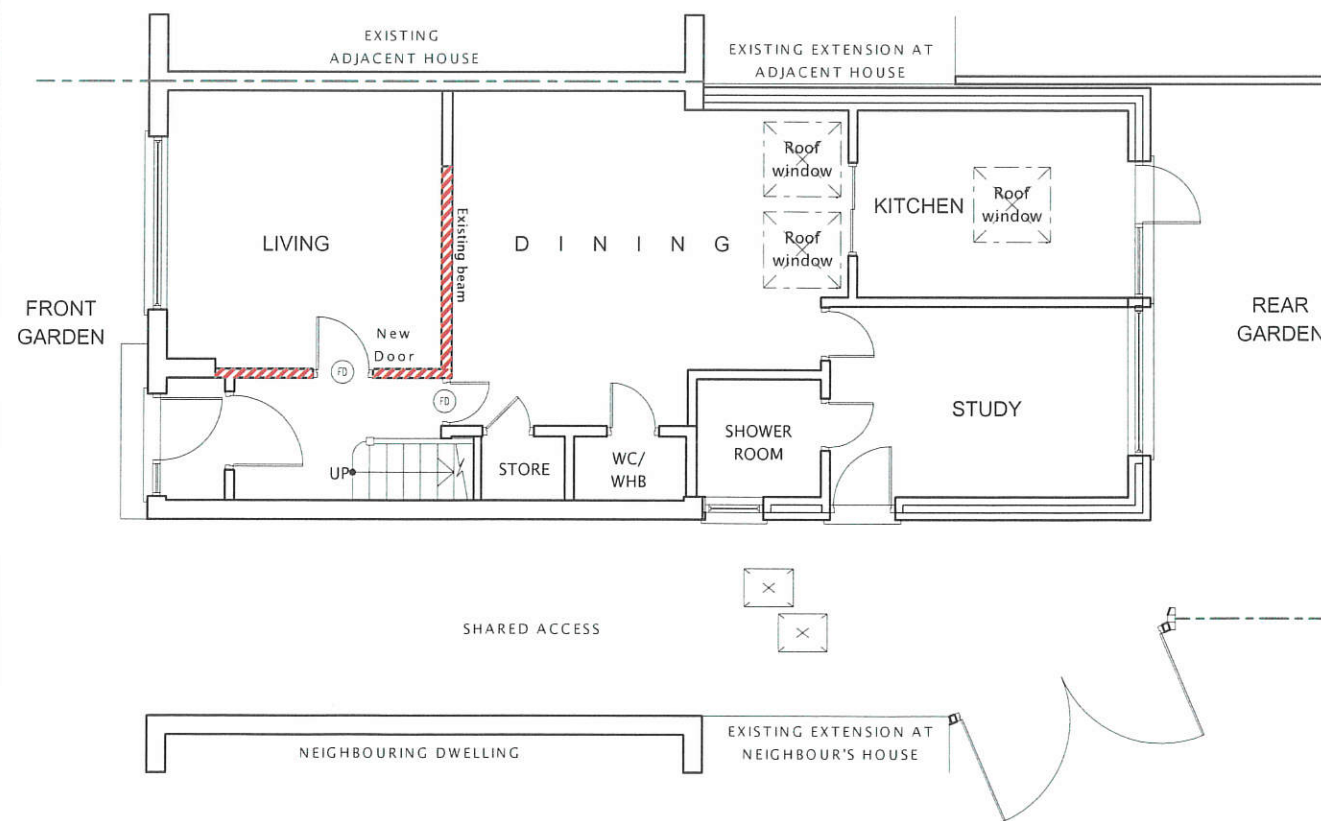 EXISTING
ADJACENT HOUSE
EXISTING EXTENSION AT
ADJACENT HOUSE
Roof
window
KITCHEN
Roof
window
LIVING
Existing beam
D I N I N G
Roof
window
FRONT
GARDEN
REAR
GARDEN
New
Door
FD
FD
STUDY
SHOWER
ROOM
UP
STORE
WC/
WHB
SHARED ACCESS
NEIGHBOURING DWELLING
EXISTING EXTENSION AT
NEIGHBOUR'S HOUSE